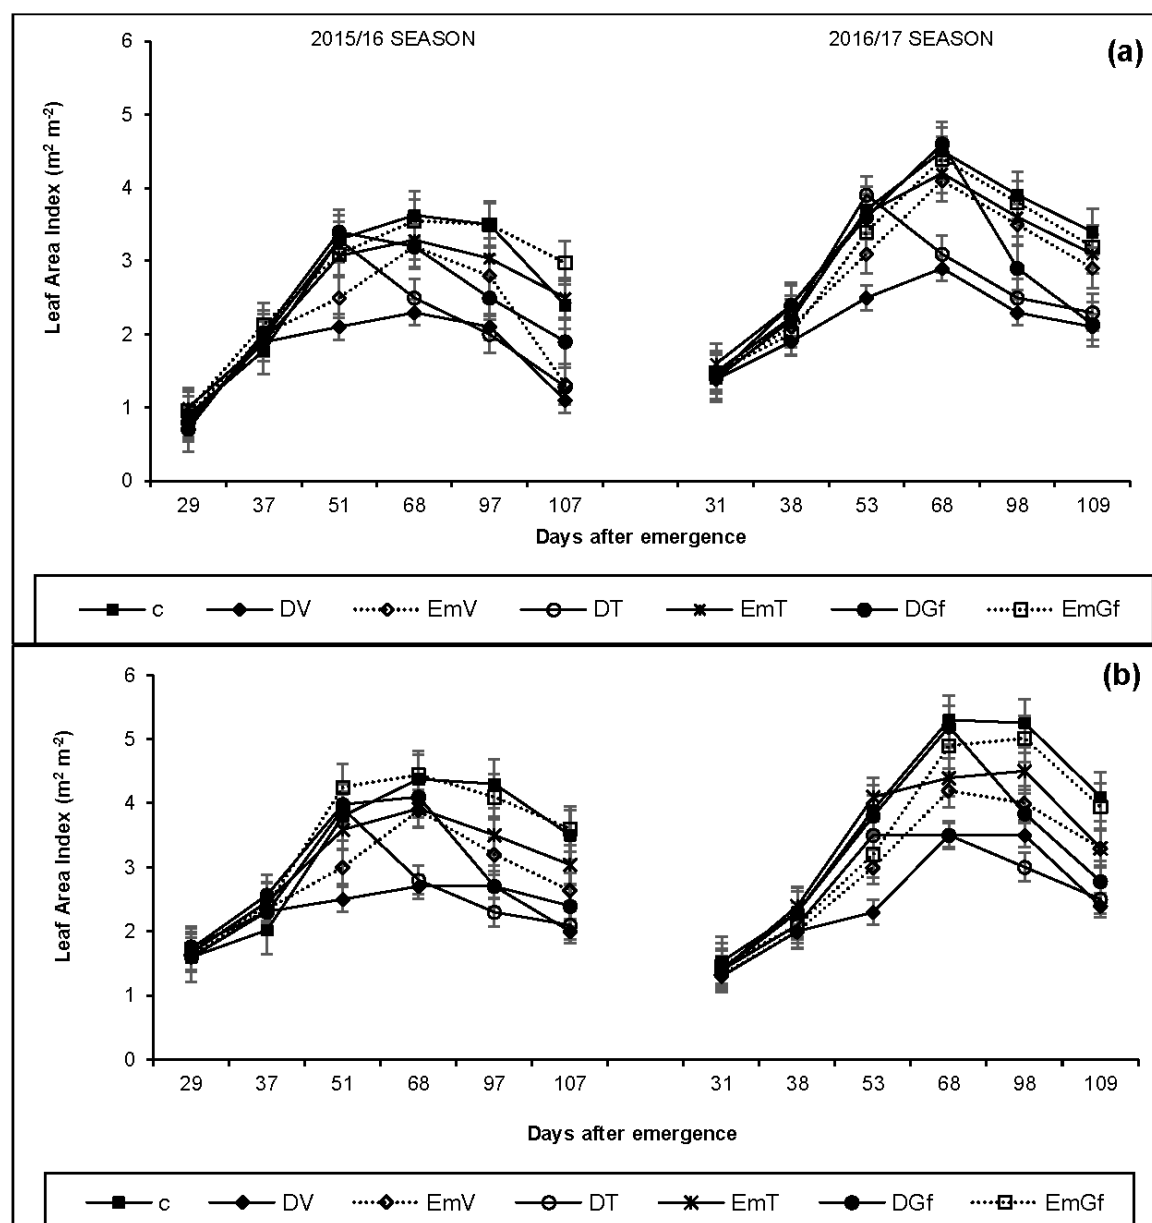 2015/16 SEASON 2016/17 SEASON (a)
Leaf Area Index (m² m⁻²)
6
5
4
3
2
1
0
29 37 51 68 97 107 31 38 53 68 98 109
Days after emergence
c DV EmV DT EmT DGf EmGf
(b)
Leaf Area Index (m² m⁻²)
6
5
4
3
2
1
0
29 37 51 68 97 107 31 38 53 68 98 109
Days after emergence
c DV EmV DT EmT DGf EmGf